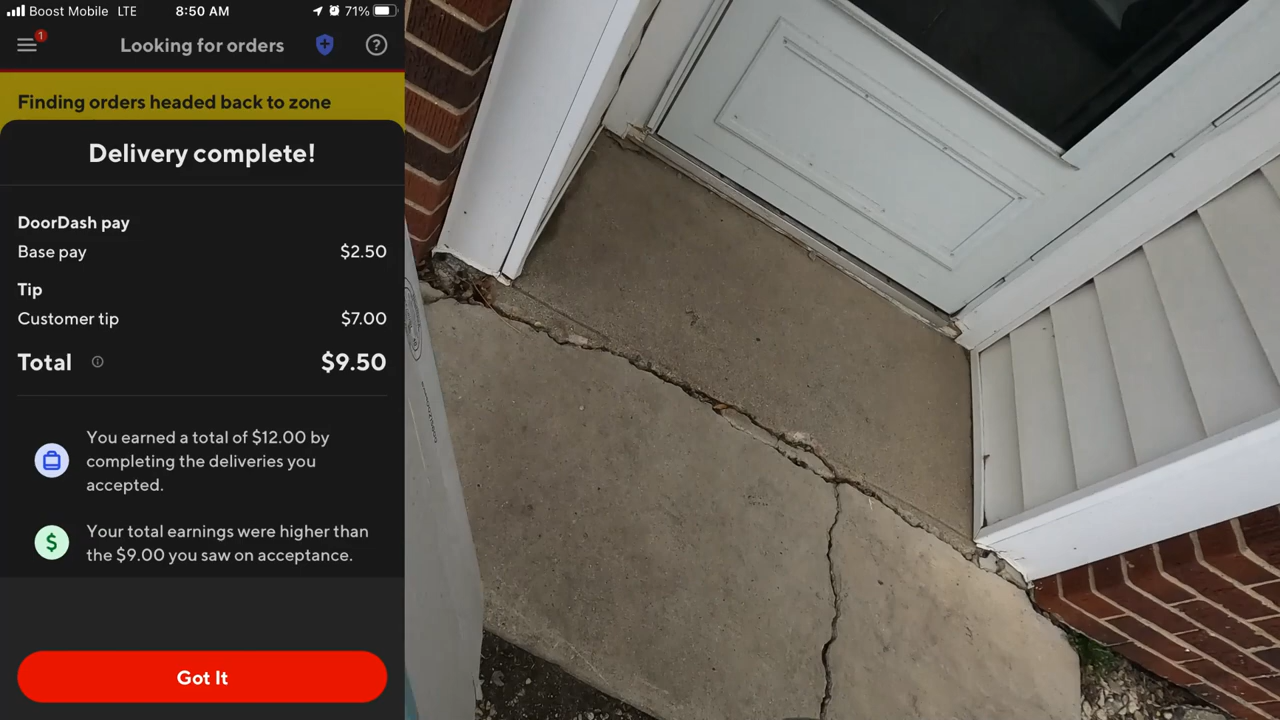 Boost Mobile LTE 8:50 AM 71%
1
Looking for orders ?
Finding orders headed back to zone
Delivery complete!
DoorDash pay
Base pay $2.50
Tip
Customer tip $7.00
Total $9.50
You earned a total of $12.00 by
completing the deliveries you
accepted.
$ Your total earnings were higher than
the $9.00 you saw on acceptance.
Got It